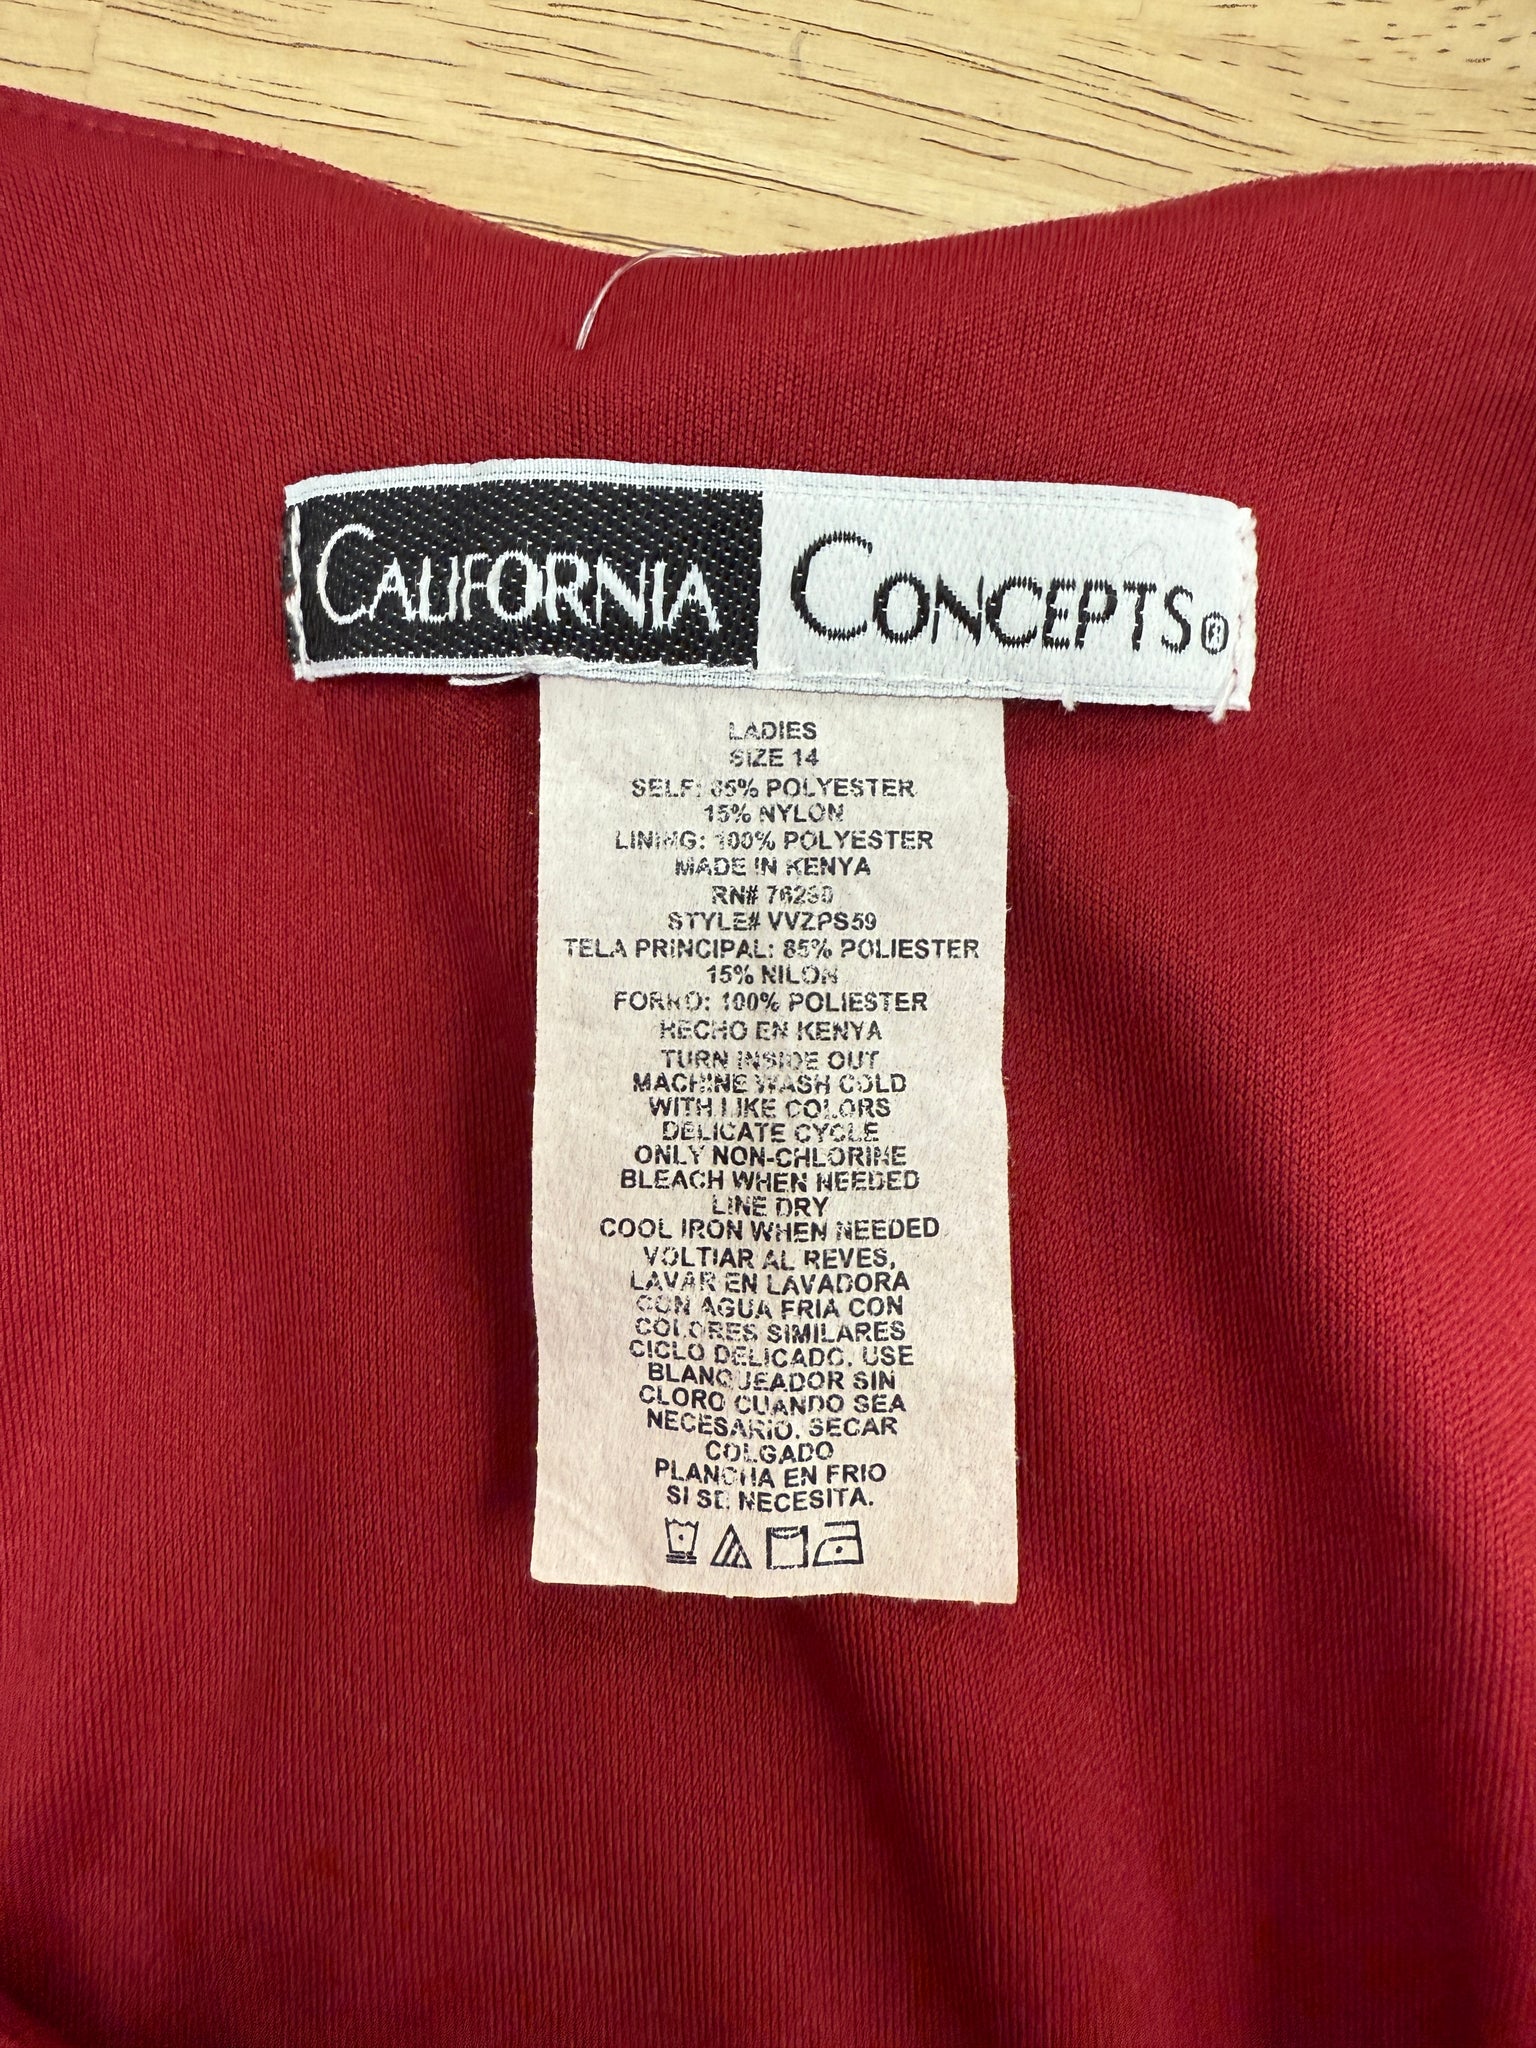 CALIFORNIA CONCEPTS®
LADIES
SIZE 14
SELF: 85% POLYESTER
15% NYLON
LINING: 100% POLYESTER
MADE IN KENYA
RN#
STYLE# VVZPS59
TELA PRINCIPAL: 85% POLIESTER
15% NILON
FORRO: 100% POLIESTER
HECHO EN KENYA
TURN INSIDE OUT
MACHINE WASH COLD
WITH LIKE COLORS
DELICATE CYCLE
ONLY NON-CHLORINE
BLEACH WHEN NEEDED
LINE DRY
COOL IRON WHEN NEEDED
VOLTIAR AL REVES,
LAVAR EN LAVADORA
CON AGUA FRIA CON
COLORES SIMILARES
CICLO DELICADO. USE
BLANQUEADOR SIN
CLORO CUANDO SEA
NECESARIO. SECAR
COLGADO
PLANCHA EN FRIO
SI SE NECESITA.